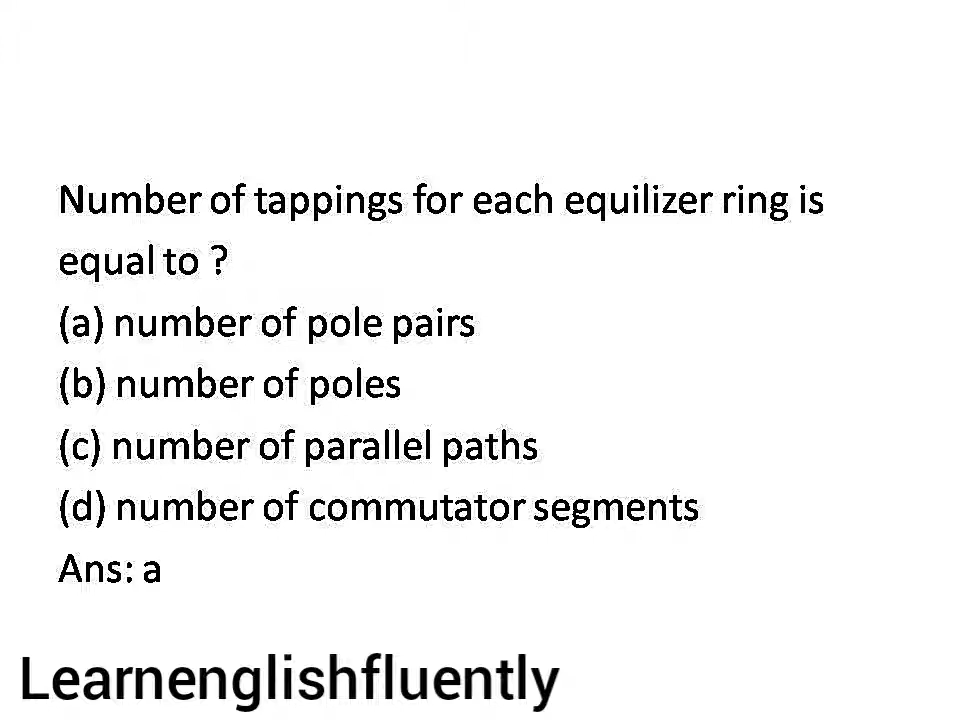 Number of tappings for each equilizer ring is
equal to ?
(a) number of pole pairs
(b) number of poles
(c) number of parallel paths
(d) number of commutator segments
Ans: a
Learnenglishfluently